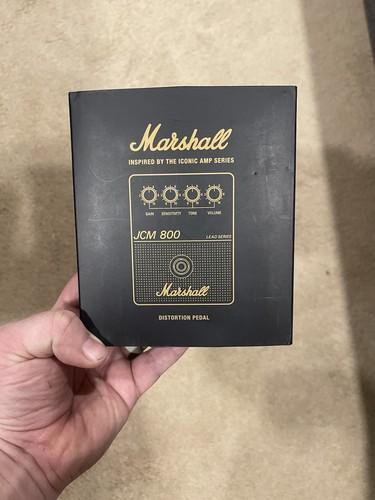 Marshall
INSPIRED BY THE ICONIC AMP SERIES
GAIN SENSITIVITY TONE VOLUME
JCM 800 LEAD SERIES
Marshall
DISTORTION PEDAL